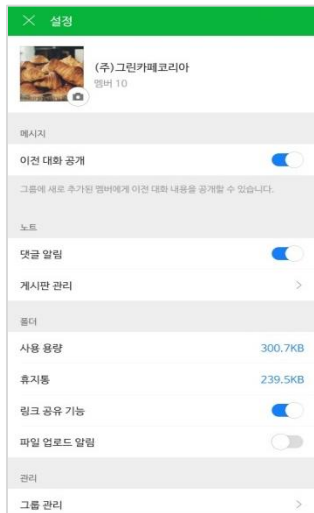 설정
(주)그린카페코리아
멤버 10
메시지
이전 대화 공개
그룹에 새로 추가된 멤버에게 이전 대화 내용을 공개할 수 있습니다.
노트
댓글 알림
게시판 관리
폴더
사용 용량 300.7KB
휴지통 239.5KB
링크 공유 기능
파일 업로드 알림
관리
그룹 관리